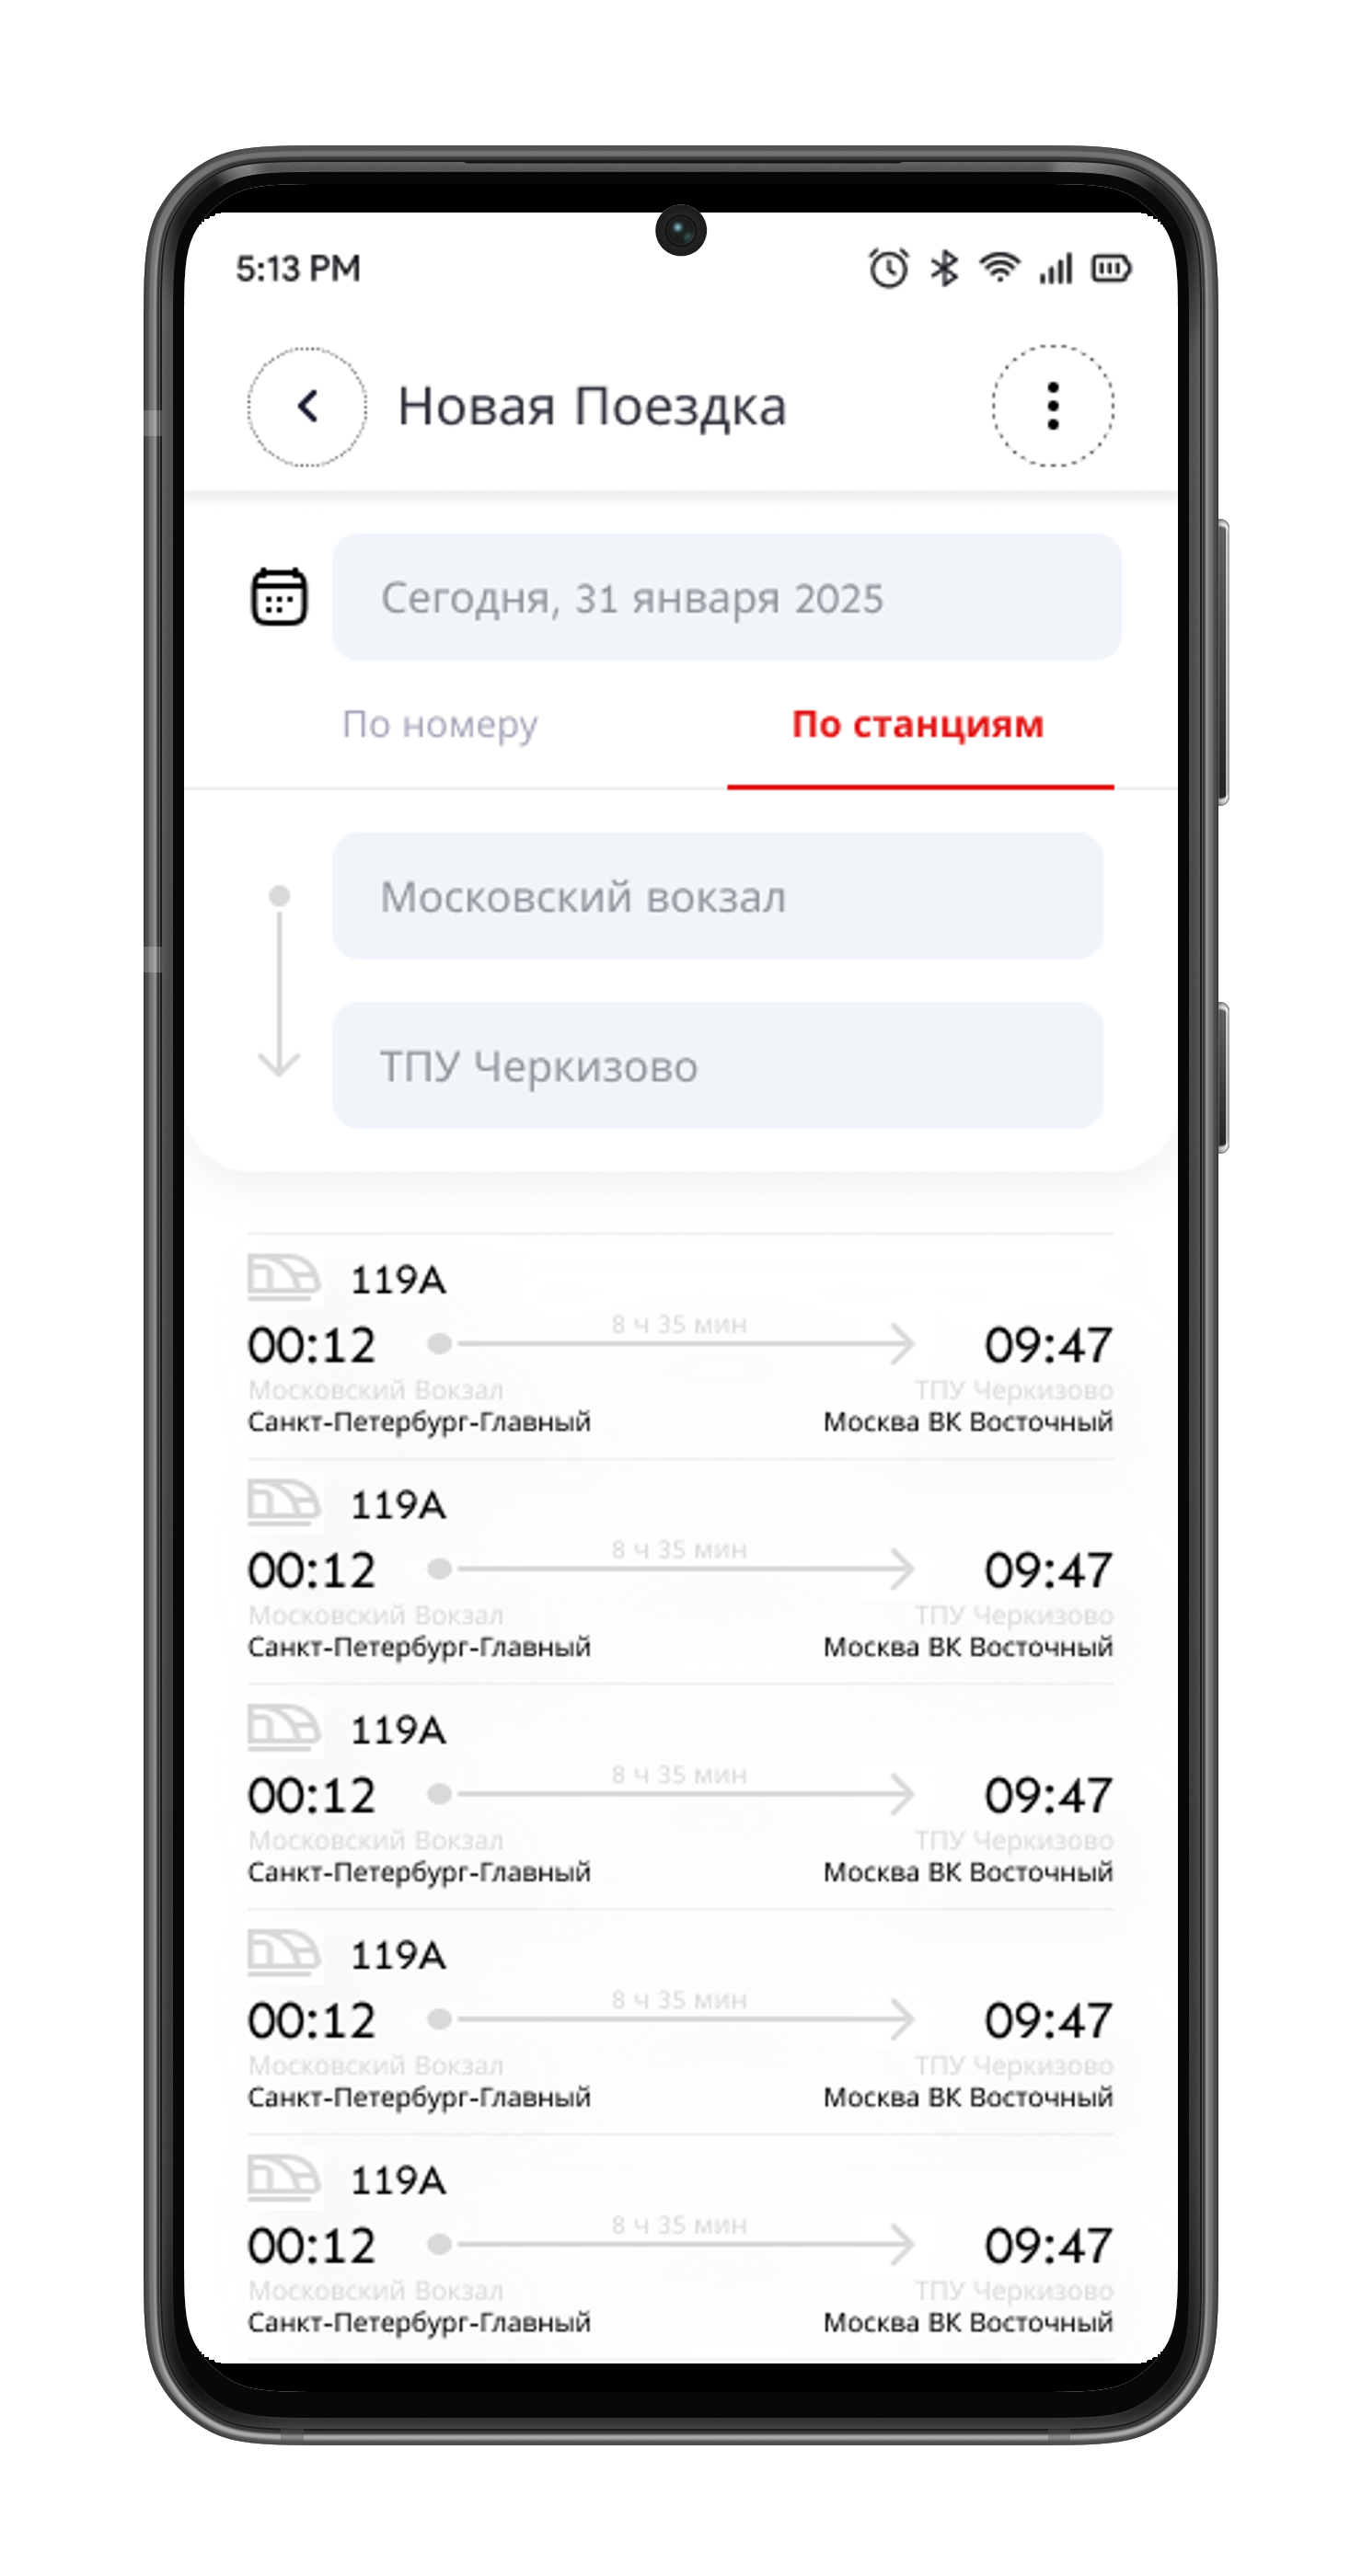 5:13 PM
Новая Поездка
Сегодня, 31 января 2025
По номеру По станциям
Московский вокзал
ТПУ Черкизово
119А
8 ч 35 мин
00:12 09:47
Московский Вокзал ТПУ Черкизово
Санкт-Петербург-Главный Москва ВК Восточный
119А
8 ч 35 мин
00:12 09:47
Московский Вокзал ТПУ Черкизово
Санкт-Петербург-Главный Москва ВК Восточный
119А
8 ч 35 мин
00:12 09:47
Московский Вокзал ТПУ Черкизово
Санкт-Петербург-Главный Москва ВК Восточный
119А
8 ч 35 мин
00:12 09:47
Московский Вокзал ТПУ Черкизово
Санкт-Петербург-Главный Москва ВК Восточный
119А
8 ч 35 мин
00:12 09:47
Московский Вокзал ТПУ Черкизово
Санкт-Петербург-Главный Москва ВК Восточный